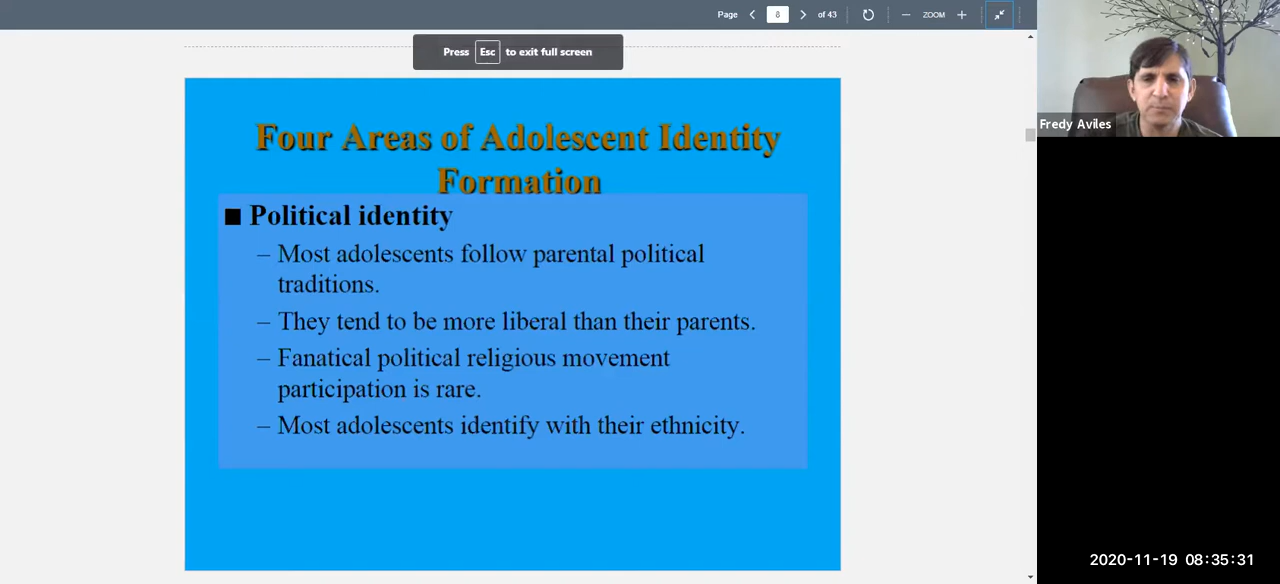 Page 8 of 43 ZOOM
Press Esc to exit full screen
Four Areas of Adolescent Identity
Formation
Political identity
– Most adolescents follow parental political
traditions.
– They tend to be more liberal than their parents.
– Fanatical political religious movement
participation is rare.
– Most adolescents identify with their ethnicity.
Fredy Aviles
2020-11-19 08:35:31